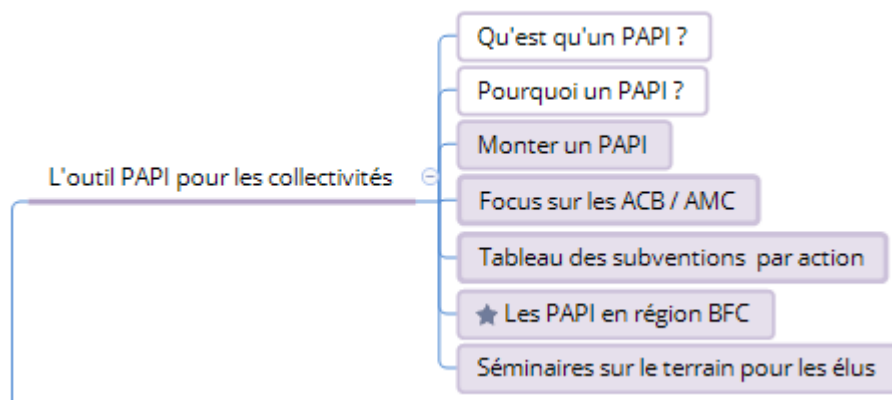 Qu'est qu'un PAPI ?
Pourquoi un PAPI ?
Monter un PAPI
L'outil PAPI pour les collectivités
Focus sur les ACB / AMC
Tableau des subventions par action
Les PAPI en région BFC
Séminaires sur le terrain pour les élus